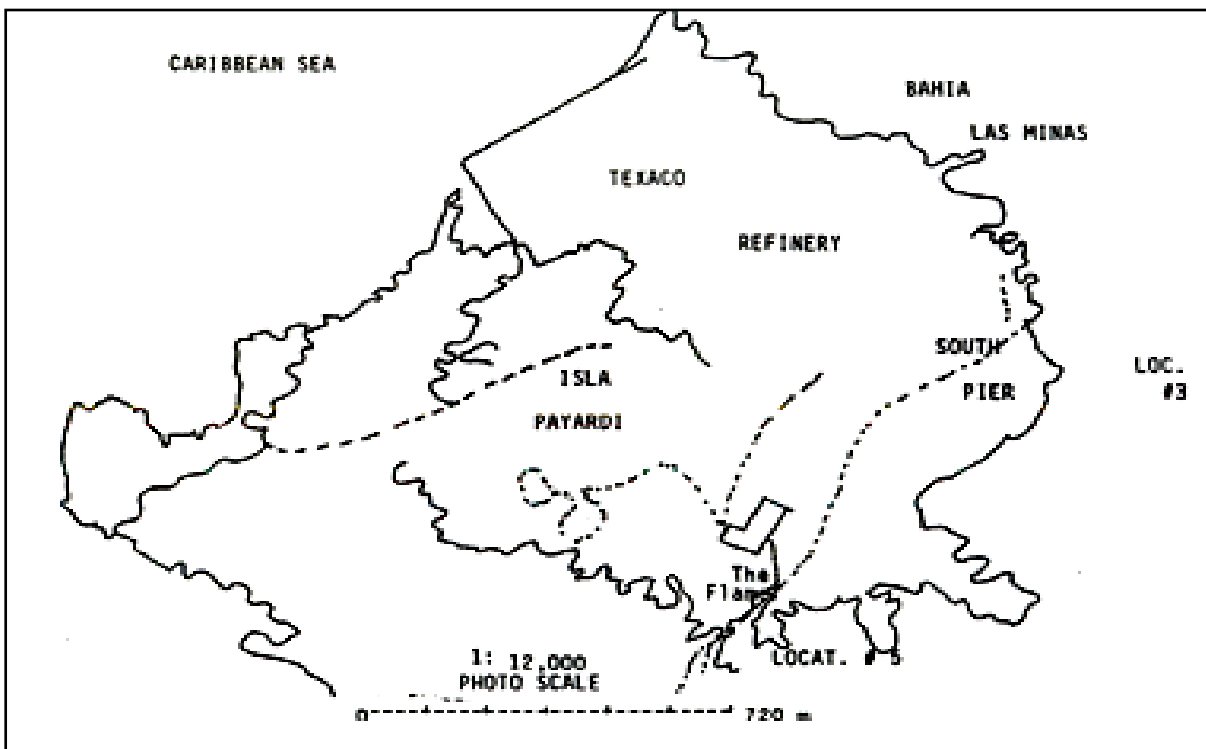 CARIBBEAN SEA
BAHIA
LAS MINAS
TEXACO
REFINERY
SOUTH
PIER
LOC.
#3
ISLA
PAYARDI
The
Flame
LOCAT. # 5
1: 12,000
PHOTO SCALE
0 720 m